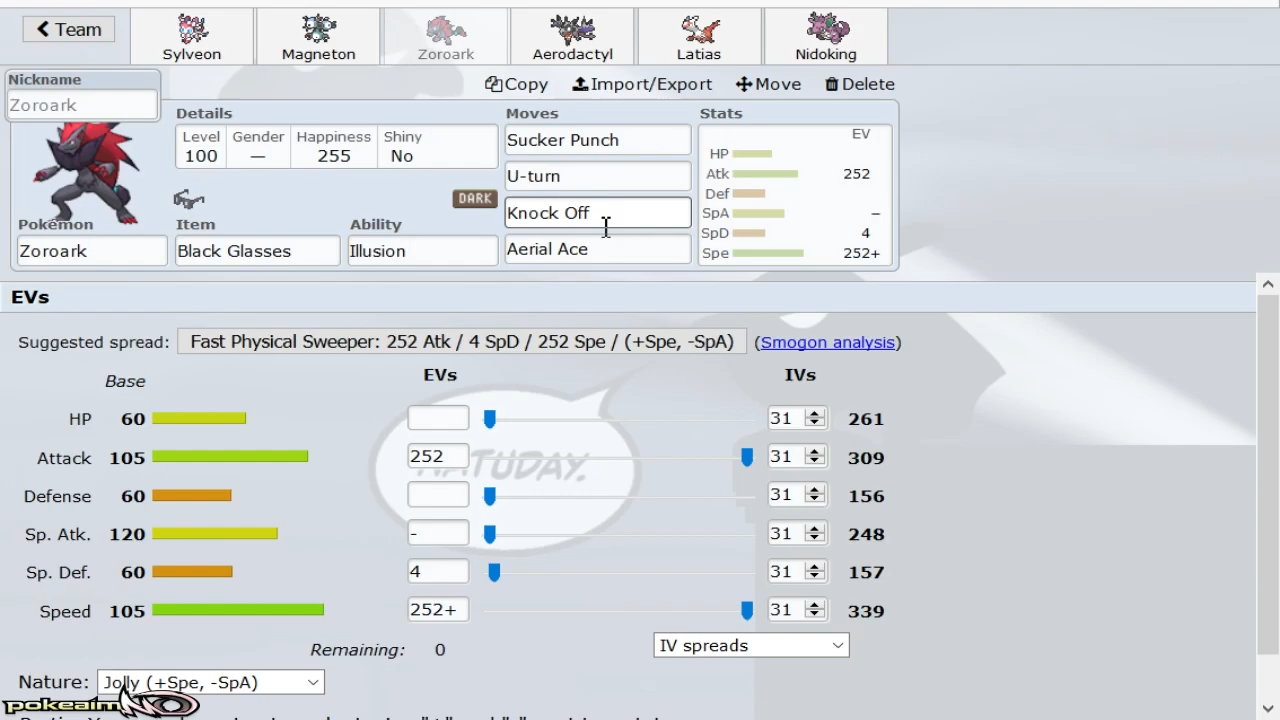 Team
Sylveon
Magneton
Zoroark
Aerodactyl
Latias
Nidoking
Nickname
Zoroark
Copy
Import/Export
Move
Delete
Details
Level Gender Happiness Shiny
100 — 255 No
DARK
Pokémon
Zoroark
Item
Black Glasses
Ability
Illusion
Moves
Sucker Punch
U-turn
Knock Off
Aerial Ace
Stats
EV
HP
Atk 252
Def
SpA –
SpD 4
Spe 252+
EVs
Suggested spread: Fast Physical Sweeper: 252 Atk / 4 SpD / 252 Spe / (+Spe, -SpA) (Smogon analysis)
Base EVs IVs
HP 60 31 261
Attack 105 252 31 309
Defense 60 31 156
Sp. Atk. 120 - 31 248
Sp. Def. 60 4 31 157
Speed 105 252+ 31 339
NATUDAY.
Remaining: 0
IV spreads
Nature: Jolly (+Spe, -SpA)
pokeaimMD